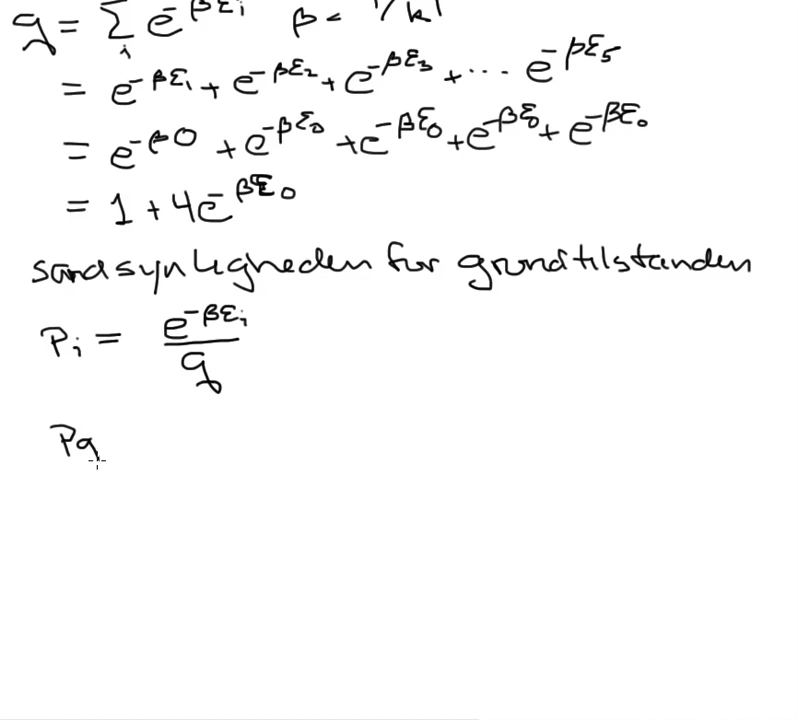 q = Σ_i e^{-βε_i} β = 1/kT
= e^{-βε_1} + e^{-βε_2} + e^{-βε_3} + ... e^{-βε_5}
= e^{-β0} + e^{-βε_0} + e^{-βε_0} + e^{-βε_0} + e^{-βε_0}
= 1 + 4e^{-βε_0}
sandsynligheden for grundtilstanden
P_i = e^{-βε_i} / q
Pg